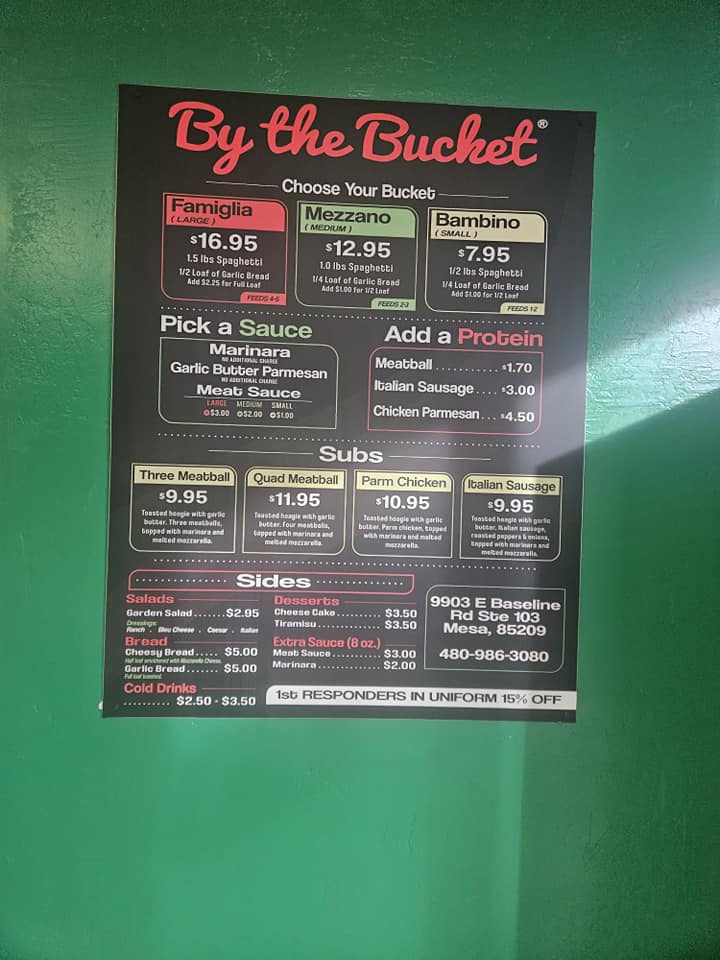 By the Bucket®
Choose Your Bucket
Famiglia
( LARGE )
$16.95
1.5 lbs Spaghetti
1/2 Loaf of Garlic Bread
Add $2.25 for Full Loaf
FEEDS 4-5
Mezzano
( MEDIUM )
$12.95
1.0 lbs Spaghetti
1/4 Loaf of Garlic Bread
Add $1.00 for 1/2 Loaf
FEEDS 2-3
Bambino
( SMALL )
$7.95
1/2 lbs Spaghetti
1/4 Loaf of Garlic Bread
Add $1.00 for 1/2 Loaf
FEEDS 1-2
Pick a Sauce
Marinara
NO ADDITIONAL CHARGE
Garlic Butter Parmesan
NO ADDITIONAL CHARGE
Meat Sauce
LARGE MEDIUM SMALL
$3.00 $2.00 $1.00
Add a Protein
Meatball .......... $1.70
Italian Sausage .... $3.00
Chicken Parmesan ... $4.50
Subs
Three Meatball
$9.95
Toasted hoagie with garlic
butter. Three meatballs,
topped with marinara and
melted mozzarella.
Quad Meatball
$11.95
Toasted hoagie with garlic
butter. Four meatballs,
topped with marinara and
melted mozzarella.
Parm Chicken
$10.95
Toasted hoagie with garlic
butter. Parm chicken, topped
with marinara and melted
mozzarella.
Italian Sausage
$9.95
Toasted hoagie with garlic
butter. Italian sausage,
roasted peppers & onions,
topped with marinara and
melted mozzarella.
Sides
Salads
Garden Salad ...... $2.95
Dressings:
Ranch . Bleu Cheese . Caesar . Italian
Bread
Cheesy Bread ..... $5.00
Half loaf smothered with Mozzarella Cheese.
Garlic Bread ...... $5.00
Full loaf toasted.
Cold Drinks
.......... $2.50 - $3.50
Desserts
Cheese Cake .......... $3.50
Tiramisu ............. $3.50
Extra Sauce (8 oz.)
Meat Sauce ........... $3.00
Marinara ............. $2.00
9903 E Baseline
Rd Ste 103
Mesa, 85209
480-986-3080
1st RESPONDERS IN UNIFORM 15% OFF